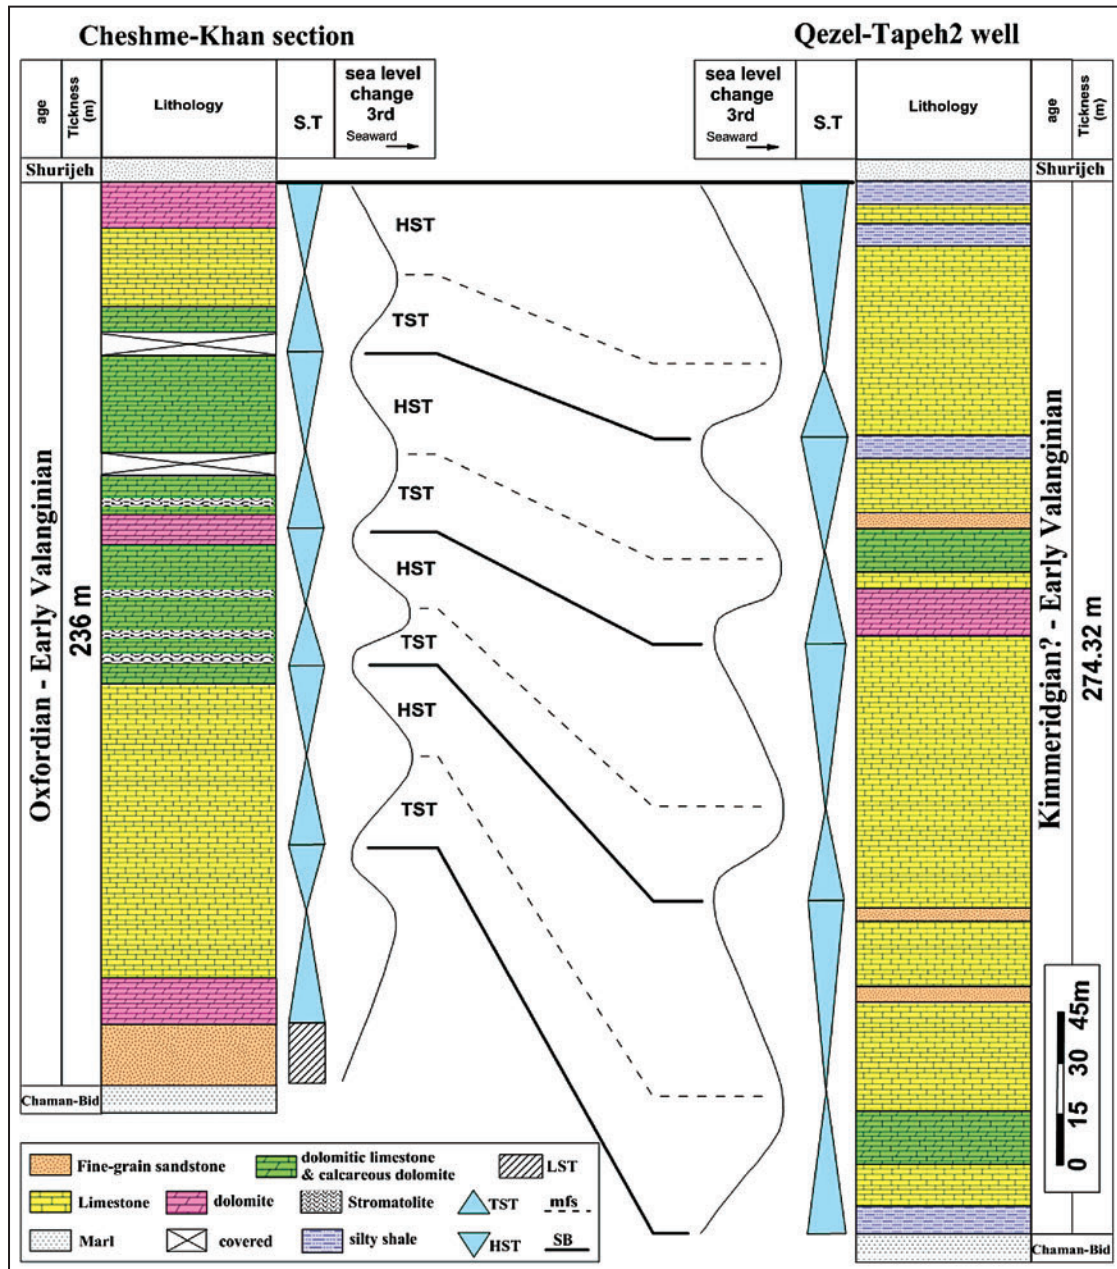 Cheshme-Khan section
Qezel-Tapeh2 well
age
Tickness
(m)
Lithology
S.T
sea level
change
3rd
Seaward
sea level
change
3rd
Seaward
S.T
Lithology
age
Tickness
(m)
Shurijeh
Shurijeh
Oxfordian - Early Valanginian
236 m
HST
TST
HST
TST
HST
TST
HST
TST
Kimmeridgian? - Early Valanginian
274.32 m
0 15 30 45m
Chaman-Bid
Chaman-Bid
Fine-grain sandstone
dolomitic limestone
& calcareous dolomite
LST
Limestone
dolomite
Stromatolite
TST
mfs
Marl
covered
silty shale
HST
SB